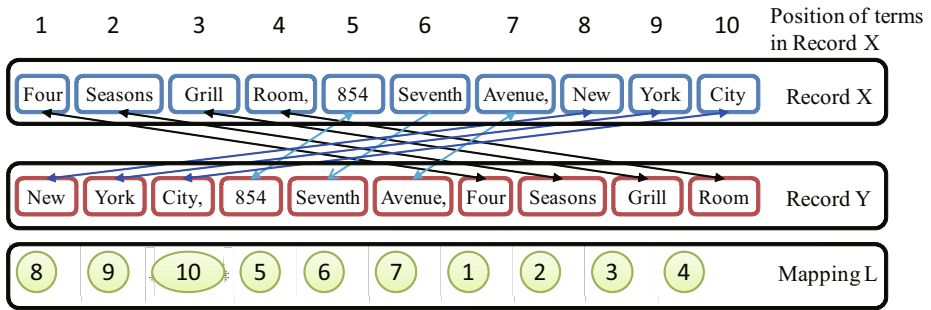 1 2 3 4 5 6 7 8 9 10 Position of terms
in Record X
Four Seasons Grill Room, 854 Seventh Avenue, New York City Record X
New York City, 854 Seventh Avenue, Four Seasons Grill Room Record Y
8 9 10 5 6 7 1 2 3 4 Mapping L